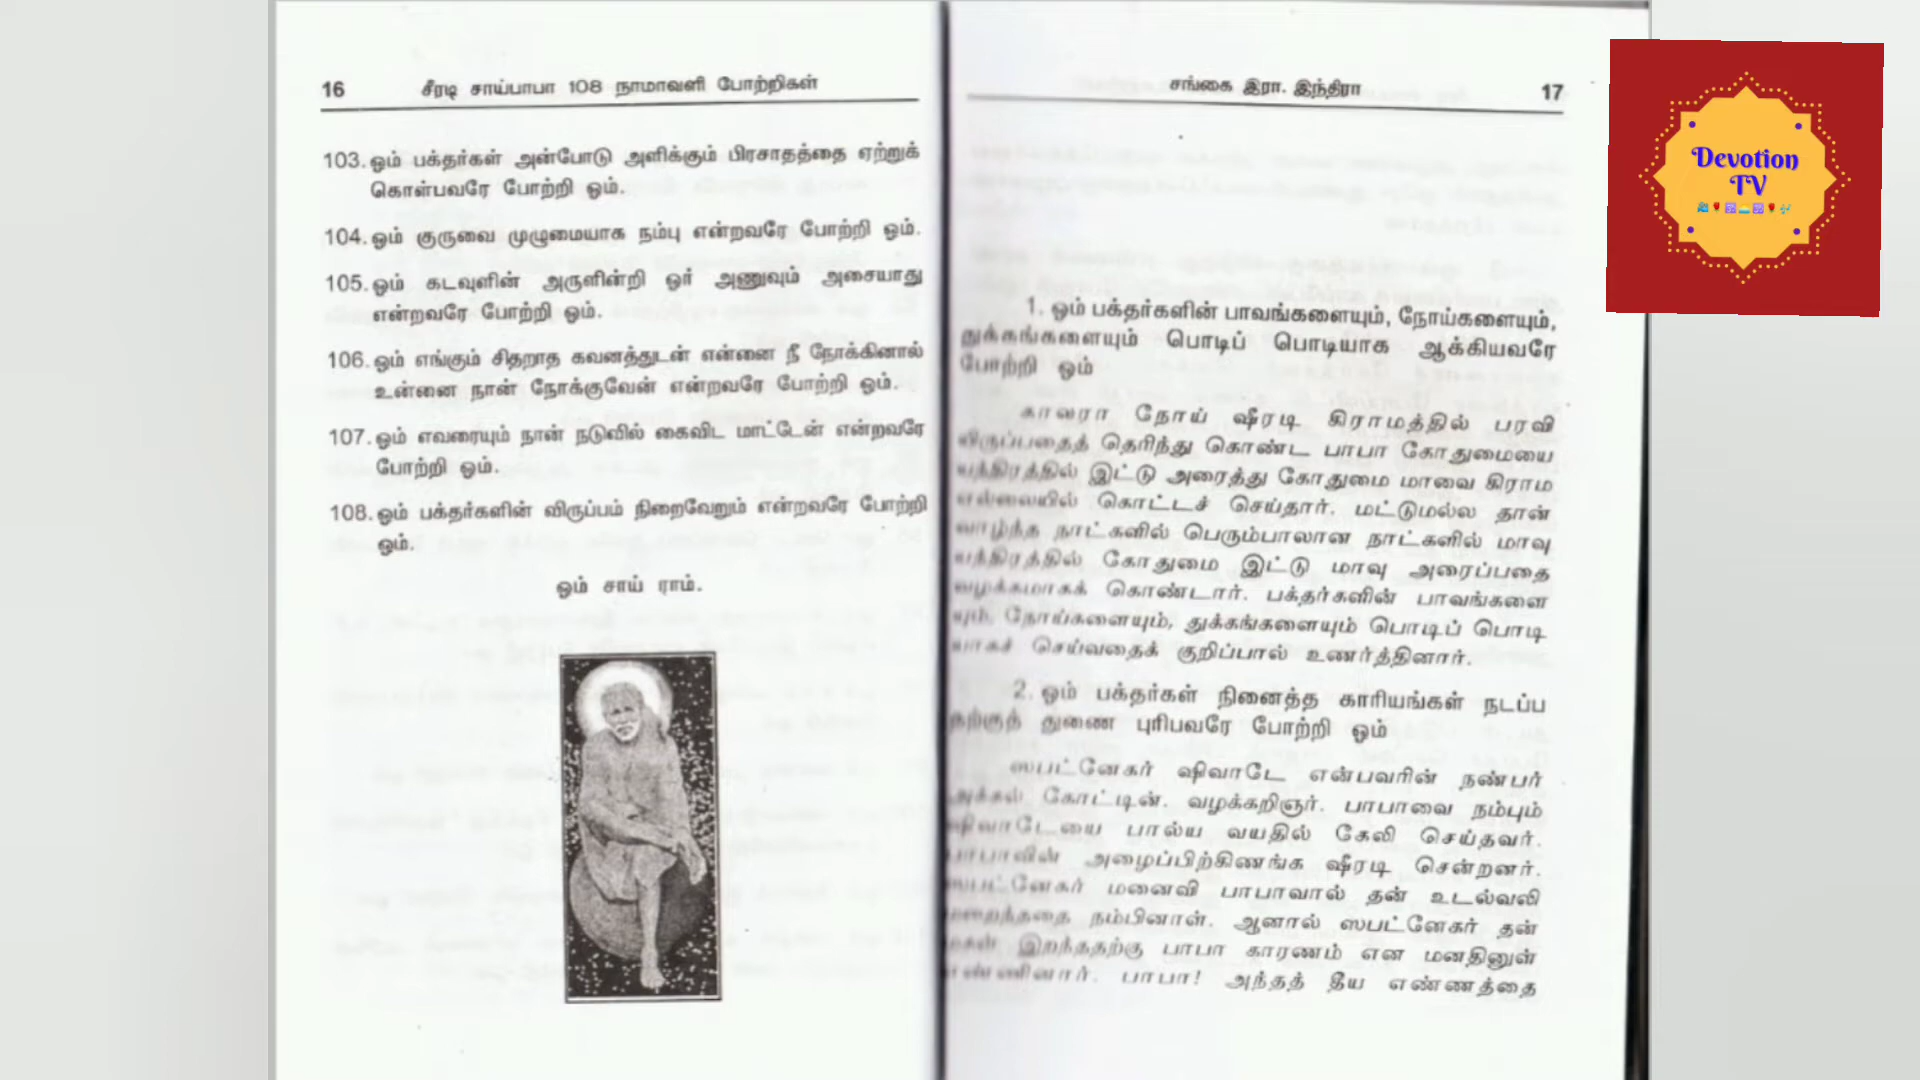 16 சீரடி சாய்பாபா 108 நாமாவளி போற்றிகள்
103. ஓம் பக்தர்கள் அன்போடு அளிக்கும் பிரசாதத்தை ஏற்றுக்
கொள்பவரே போற்றி ஓம்.
104. ஓம் குருவை முழுமையாக நம்பு என்றவரே போற்றி ஓம்.
105. ஓம் கடவுளின் அருளின்றி ஓர் அணுவும் அசையாது
என்றவரே போற்றி ஓம்.
106. ஓம் எங்கும் சிதறாத கவனத்துடன் என்னை நீ நோக்கினால்
உன்னை நான் நோக்குவேன் என்றவரே போற்றி ஓம்.
107. ஓம் எவரையும் நான் நடுவில் கைவிட மாட்டேன் என்றவரே
போற்றி ஓம்.
108. ஓம் பக்தர்களின் விருப்பம் நிறைவேறும் என்றவரே போற்றி
ஓம்.
ஓம் சாய் ராம்.
சங்கை இரா. இந்திரா 17
1. ஓம் பக்தர்களின் பாவங்களையும், நோய்களையும்,
துக்கங்களையும் பொடிப் பொடியாக ஆக்கியவரே
போற்றி ஓம்
காலரா நோய் ஷீரடி கிராமத்தில் பரவி
விருப்பதைத் தெரிந்து கொண்ட பாபா கோதுமையை
யந்திரத்தில் இட்டு அரைத்து கோதுமை மாவை கிராம
எல்லையில் கொட்டச் செய்தார். மட்டுமல்ல தான்
வாழ்ந்த நாட்களில் பெரும்பாலான நாட்களில் மாவு
யந்திரத்தில் கோதுமை இட்டு மாவு அரைப்பதை
வழக்கமாகக் கொண்டார். பக்தர்களின் பாவங்களை
யும், நோய்களையும், துக்கங்களையும் பொடிப் பொடி
யாகச் செய்வதைக் குறிப்பால் உணர்த்தினார்.
2. ஓம் பக்தர்கள் நினைத்த காரியங்கள் நடப்ப
தற்குத் துணை புரிபவரே போற்றி ஓம்
ஸபட்னேகர் ஷிவாடே என்பவரின் நண்பர்
அக்கல் கோட்டின். வழக்கறிஞர். பாபாவை நம்பும்
ஷிவாடேயை பால்ய வயதில் கேலி செய்தவர்.
பாபாவின் அழைப்பிற்கிணங்க ஷீரடி சென்றனர்.
ஸபட்னேகர் மனைவி பாபாவால் தன் உடல்வலி
மறைந்ததை நம்பினாள். ஆனால் ஸபட்னேகர் தன்
மகன் இறந்ததற்கு பாபா காரணம் என மனதினுள்
எண்ணினார். பாபா! அந்தத் தீய எண்ணத்தை
Devotion
TV